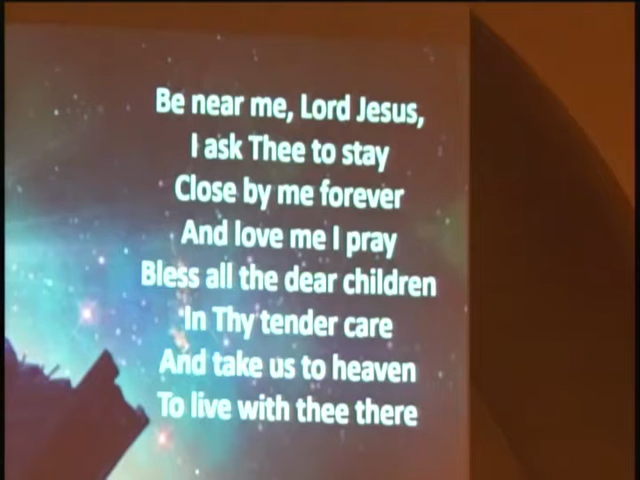 Be near me, Lord Jesus,
I ask Thee to stay
Close by me forever
And love me I pray
Bless all the dear children
In Thy tender care
And take us to heaven
To live with thee there